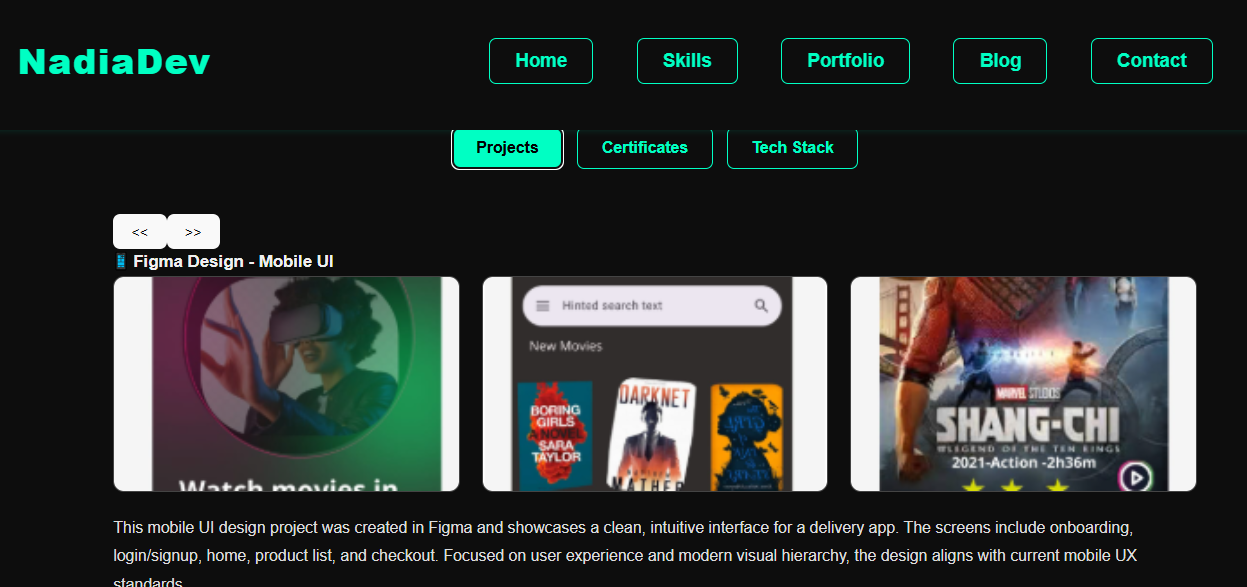 NadiaDev
Home Skills Portfolio Blog Contact
Projects Certificates Tech Stack
<< >>
Figma Design - Mobile UI
Watch movies in
Hinted search text
New Movies
BORING
GIRLS
A NOVEL
SARA
TAYLOR
DARKNET
MATHER
MARVEL STUDIOS
SHANG-CHI
LEGEND OF THE TEN RINGS
2021-Action -2h36m
This mobile UI design project was created in Figma and showcases a clean, intuitive interface for a delivery app. The screens include onboarding,
login/signup, home, product list, and checkout. Focused on user experience and modern visual hierarchy, the design aligns with current mobile UX
standards.